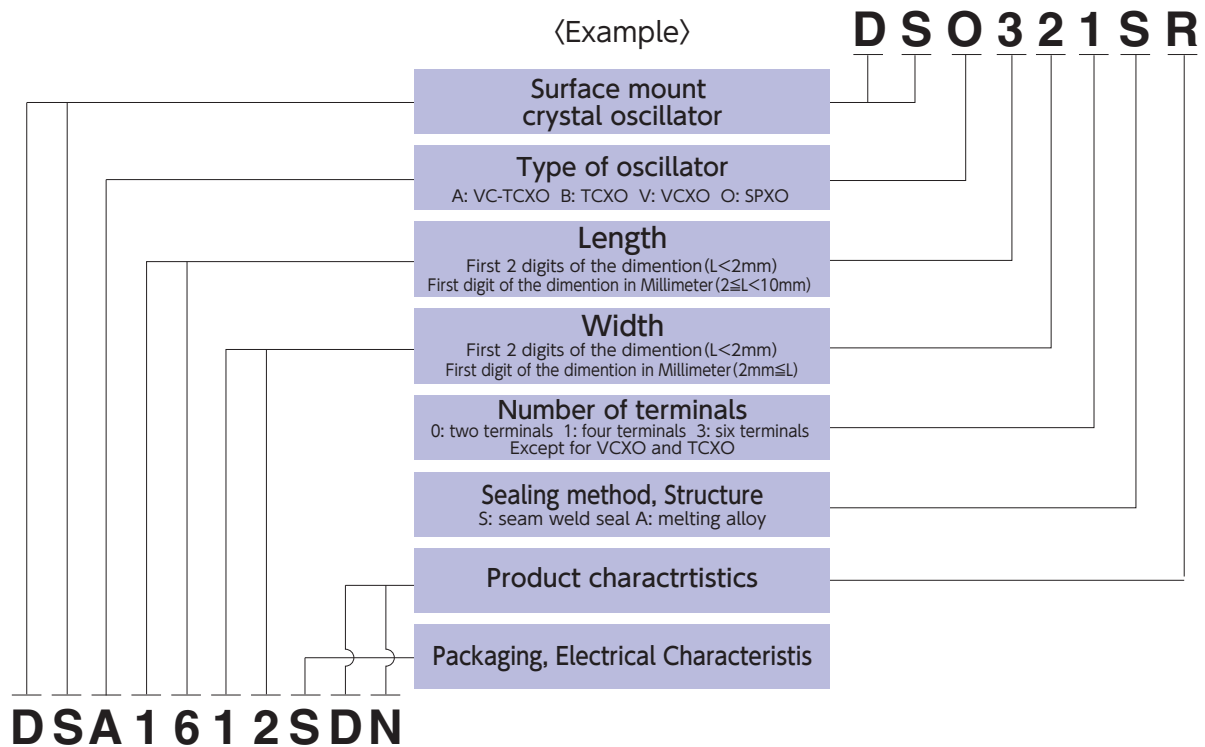 〈Example〉
D S O 3 2 1 S R
Surface mount
crystal oscillator
Type of oscillator
A: VC-TCXO B: TCXO V: VCXO O: SPXO
Length
First 2 digits of the dimention(L<2mm)
First digit of the dimention in Millimeter(2≦L<10mm)
Width
First 2 digits of the dimention(L<2mm)
First digit of the dimention in Millimeter(2mm≦L)
Number of terminals
0: two terminals 1: four terminals 3: six terminals
Except for VCXO and TCXO
Sealing method, Structure
S: seam weld seal A: melting alloy
Product charactrtistics
Packaging, Electrical Characteristis
D S A 1 6 1 2 S D N